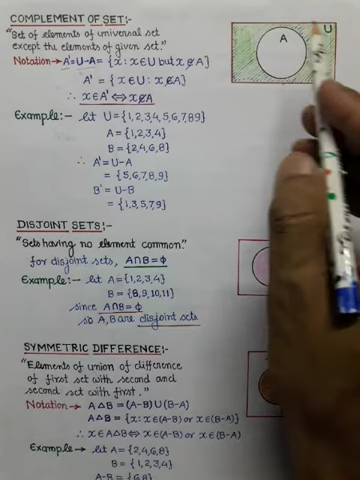 COMPLEMENT OF SET:-
"Set of elements of universal set
except the elements of given set."
Notation→ A'=U-A= {x: x∈U but x∉A}
A' = {x∈U: x∉A}
∴ x∈A' ⇔ x∉A
A
U
Example:- let U = {1,2,3,4,5,6,7,8,9}
A = {1,2,3,4}
B = {2,4,6,8}
∴ A' = U-A
= {5,6,7,8,9}
B' = U-B
= {1,3,5,7,9}
DISJOINT SETS:-
"Sets having no element common."
for disjoint sets, A∩B=ϕ
Example:- let A={1,2,3,4}
B = {8,9,10,11}
since A∩B=ϕ
so A,B are disjoint sets
SYMMETRIC DIFFERENCE:-
"Elements of union of difference
of first set with second and
second set with first."
Notation→ A△B=(A-B)∪(B-A)
A△B= {x: x∈(A-B) or x∈(B-A)}
∴ x∈A△B ⇔ x∈(A-B) or x∈(B-A)
Example→ let A={2,4,6,8}
B = {1,2,3,4}
A-B= {6,8}